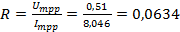 R = U_mpp / I_mpp = 0,51 / 8,046 = 0,0634